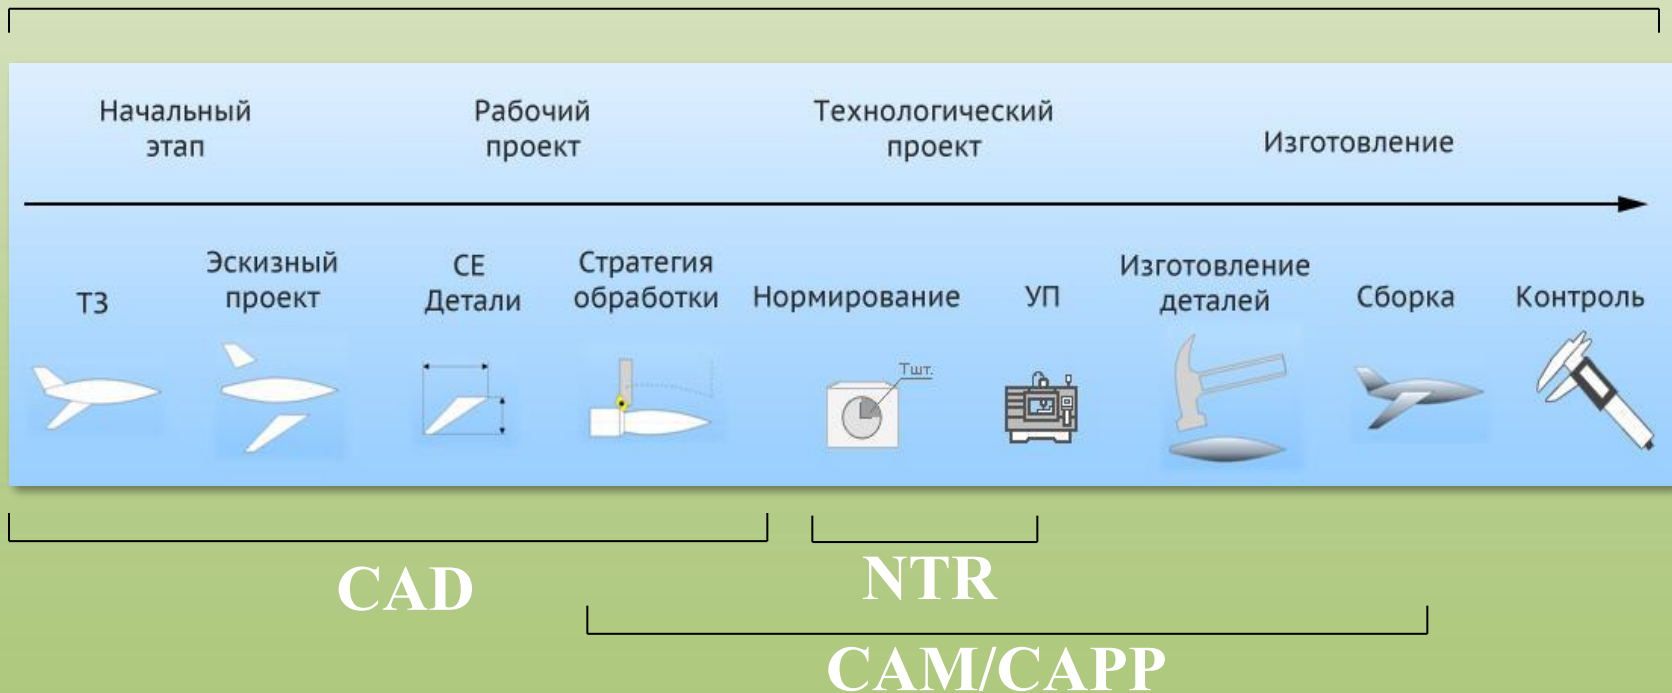 Начальный
этап
Рабочий
проект
Технологический
проект
Изготовление
ТЗ
Эскизный
проект
СЕ
Детали
Стратегия
обработки
Нормирование
УП
Изготовление
деталей
Сборка
Контроль
Тшт.
CAD
NTR
CAM/CAPP